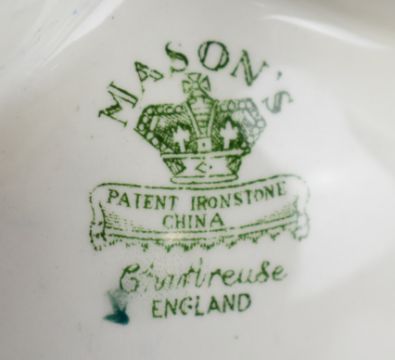 MASON'S
PATENT IRONSTONE
CHINA
Chartreuse
ENGLAND